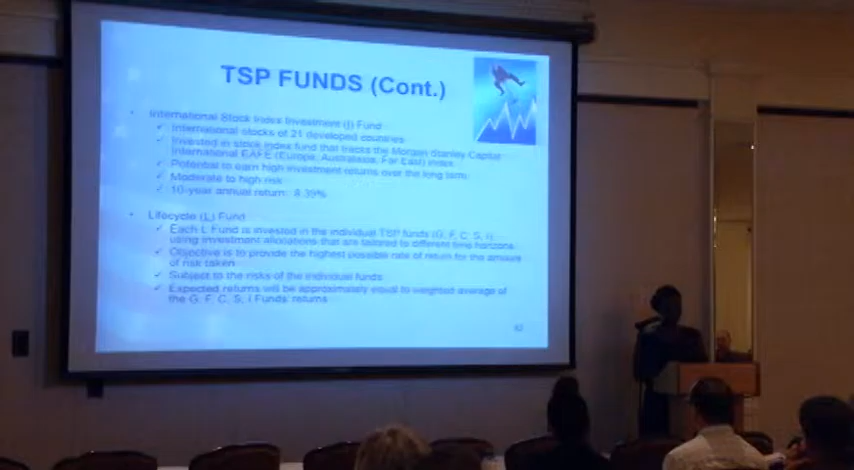 TSP FUNDS (Cont.)
International Stock Index Investment (I) Fund
International stocks of 21 developed countries
Invested in stock index fund that tracks the Morgan Stanley Capital
International EAFE (Europe, Australasia, Far East) index
Potential to earn high investment returns over the long term
Moderate to high risk
10-year annual return: 8.39%
Lifecycle (L) Fund
Each L Fund is invested in the individual TSP funds (G, F, C, S, I)
using investment allocations that are tailored to different time horizons
Objective is to provide the highest possible rate of return for the amount
of risk taken
Subject to the risks of the individual funds
Expected returns will be approximately equal to weighted average of
the G, F, C, S, I Funds' returns